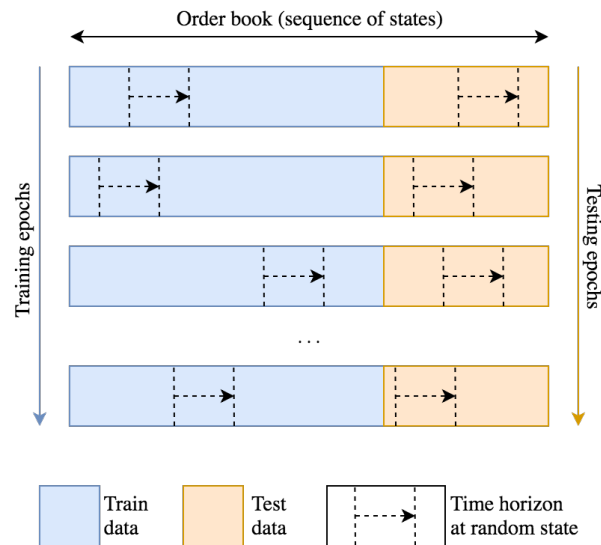 Order book (sequence of states)
Training epochs
Testing epochs
...
Train
data
Test
data
Time horizon
at random state